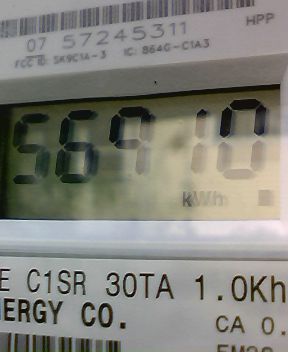 07 57245311 HPP
FCC ID: SK9C1A-3 IC: 864G-C1A3
56910
kWh
E C1SR 30TA 1.0Kh
NERGY CO. CA 0.